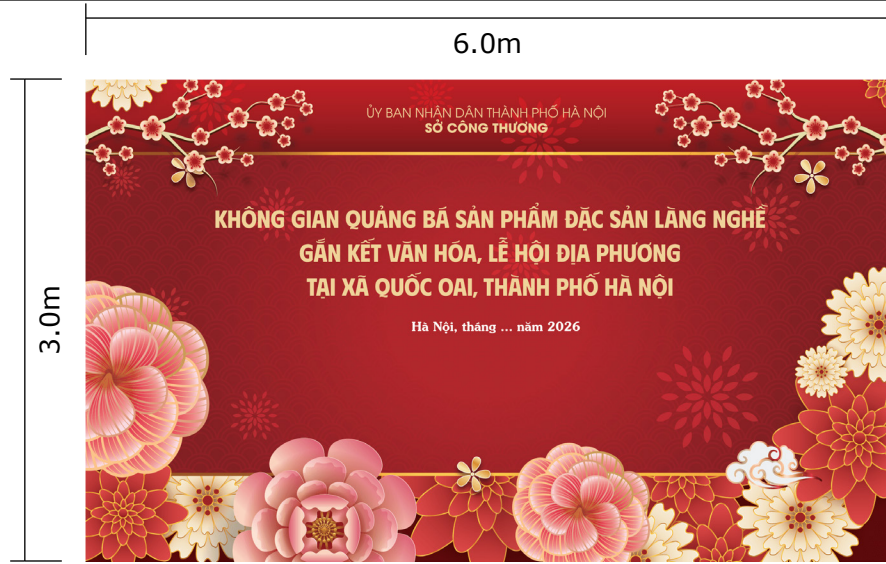 6.0m
3.0m
ỦY BAN NHÂN DÂN THÀNH PHỐ HÀ NỘI
SỞ CÔNG THƯƠNG
KHÔNG GIAN QUẢNG BÁ SẢN PHẨM ĐẶC SẢN LÀNG NGHỀ
GẮN KẾT VĂN HÓA, LỄ HỘI ĐỊA PHƯƠNG
TẠI XÃ QUỐC OAI, THÀNH PHỐ HÀ NỘI
Hà Nội, tháng ... năm 2026